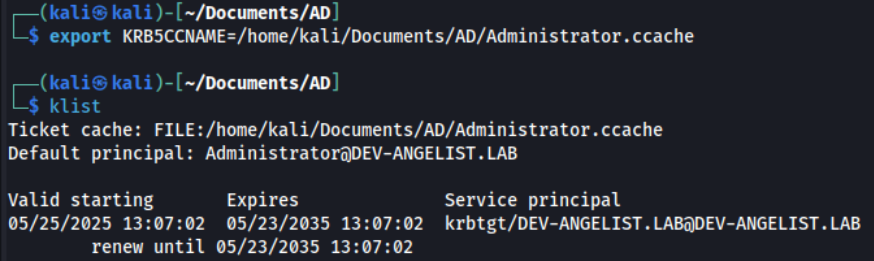 ┌──(kali㉿kali)-[~/Documents/AD]
└─$ export KRB5CCNAME=/home/kali/Documents/AD/Administrator.ccache
┌──(kali㉿kali)-[~/Documents/AD]
└─$ klist
Ticket cache: FILE:/home/kali/Documents/AD/Administrator.ccache
Default principal: Administrator@DEV-ANGELIST.LAB
Valid starting       Expires              Service principal
05/25/2025 13:07:02  05/23/2035 13:07:02  krbtgt/DEV-ANGELIST.LAB@DEV-ANGELIST.LAB
        renew until 05/23/2035 13:07:02